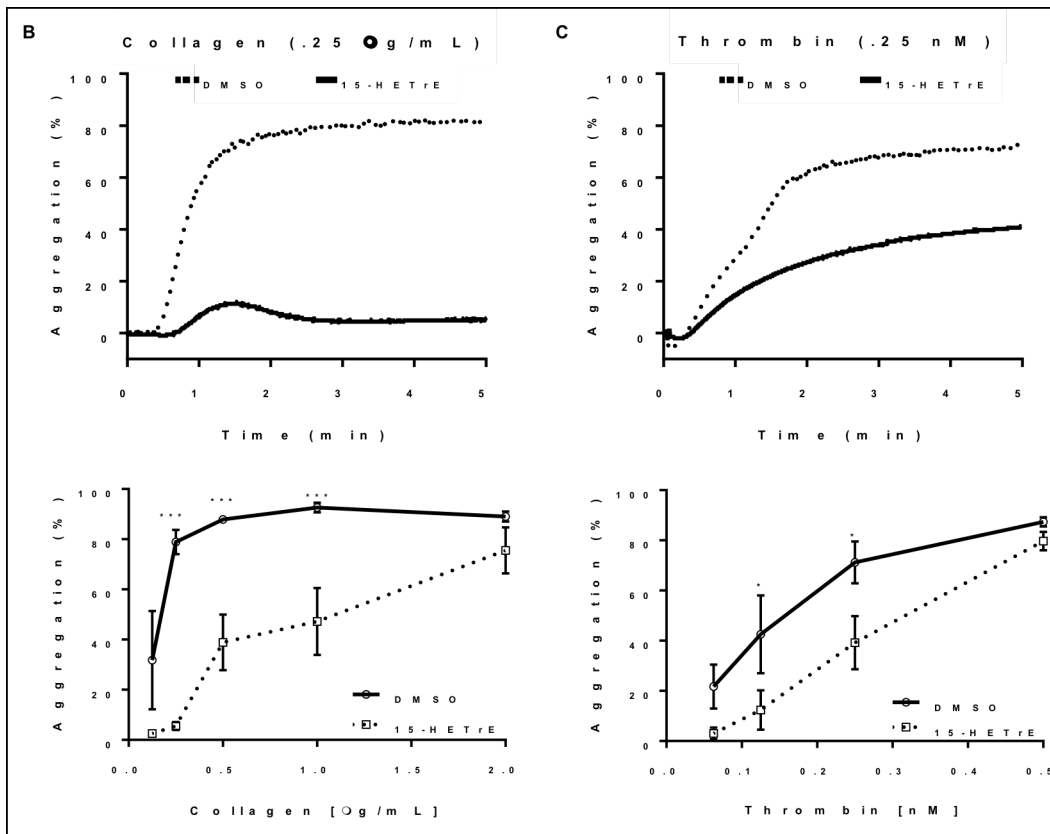 B
Collagen (.25 g/mL)
DMSO 15-HETrE
Aggregation (%)
100
80
60
40
20
0
0 1 2 3 4 5
Time (min)
C
Thrombin (.25 nM)
DMSO 15-HETrE
Aggregation (%)
100
80
60
40
20
0
0 1 2 3 4 5
Time (min)
Aggregation (%)
100
80
60
40
20
0
*** *** ***
DMSO
15-HETrE
0.0 0.5 1.0 1.5 2.0
Collagen [g/mL]
Aggregation (%)
100
80
60
40
20
0
* *
DMSO
15-HETrE
0.0 0.1 0.2 0.3 0.4 0.5
Thrombin [nM]